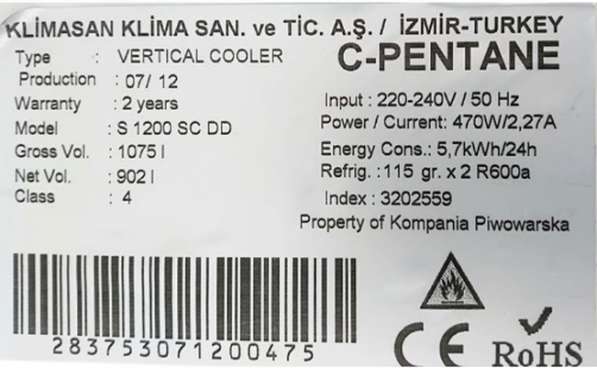 KLİMASAN KLİMA SAN. ve TİC. A.Ş./ İZMİR-TURKEY
Type : VERTICAL COOLER
C-PENTANE
Production : 07/ 12
Warranty : 2 years
Input : 220-240V / 50 Hz
Model : S 1200 SC DD
Power / Current: 470W/2,27A
Gross Vol. : 1075 l
Energy Cons.: 5,7kWh/24h
Net Vol. : 902 l
Refrig. :115 gr. x 2 R600a
Class : 4
Index : 3202559
Property of Kompania Piwowarska
283753071200475
CE
RoHS